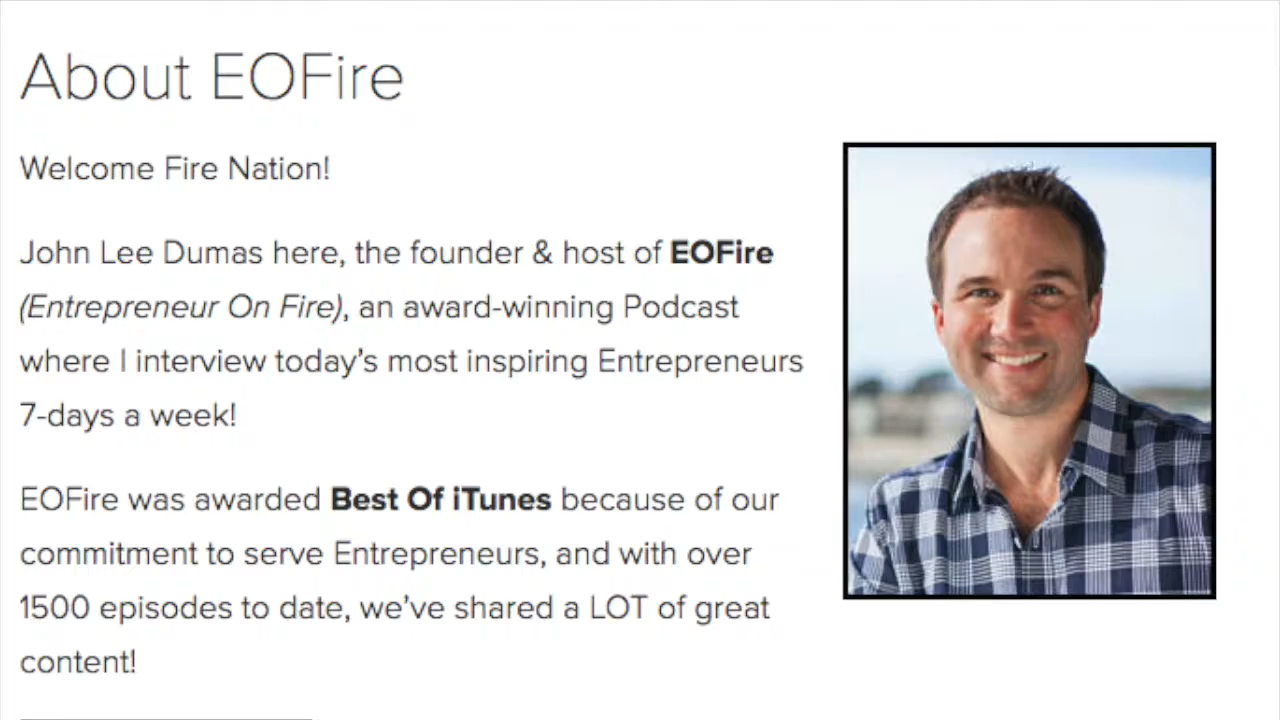 About EOFire
Welcome Fire Nation!
John Lee Dumas here, the founder & host of EOFire
(Entrepreneur On Fire), an award-winning Podcast
where I interview today's most inspiring Entrepreneurs
7-days a week!
EOFire was awarded Best Of iTunes because of our
commitment to serve Entrepreneurs, and with over
1500 episodes to date, we've shared a LOT of great
content!